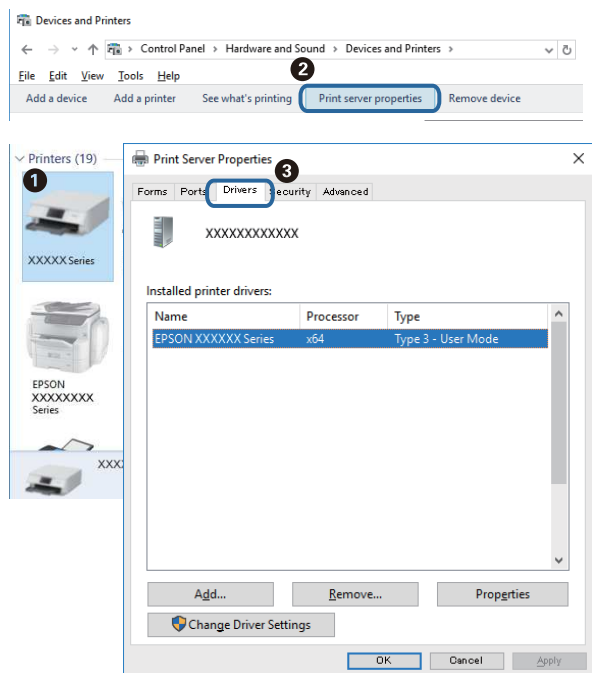 Devices and Printers
Control Panel > Hardware and Sound > Devices and Printers >
2
File Edit View Tools Help
Add a device Add a printer See what's printing Print server properties Remove device
Printers (19)
1
XXXXX Series
EPSON
XXXXXXXX
Series
XXX
Print Server Properties
3
Forms Ports Drivers Security Advanced
XXXXXXXXXXXX
Installed printer drivers:
Name Processor Type
EPSON XXXXXX Series x64 Type 3 - User Mode
Add... Remove... Properties
Change Driver Settings
OK Cancel Apply